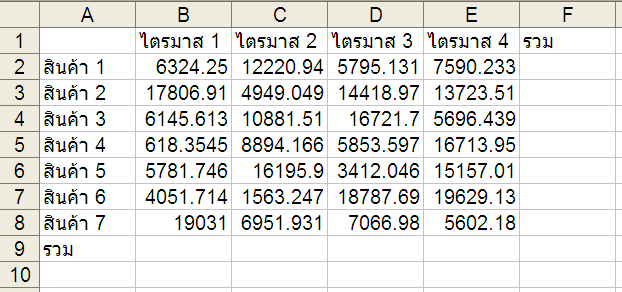 A B C D E F
1 ไตรมาส 1 ไตรมาส 2 ไตรมาส 3 ไตรมาส 4 รวม
2 สินค้า 1 6324.25 12220.94 5795.131 7590.233
3 สินค้า 2 17806.91 4949.049 14418.97 13723.51
4 สินค้า 3 6145.613 10881.51 16721.7 5696.439
5 สินค้า 4 618.3545 8894.166 5853.597 16713.95
6 สินค้า 5 5781.746 16195.9 3412.046 15157.01
7 สินค้า 6 4051.714 1563.247 18787.69 19629.13
8 สินค้า 7 19031 6951.931 7066.98 5602.18
9 รวม
10